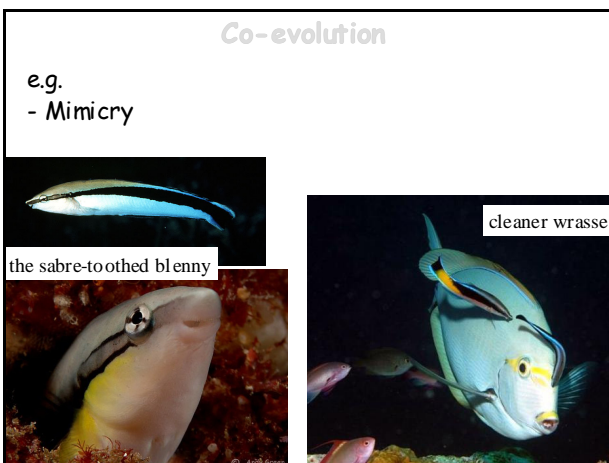 Co-evolution
e.g.
- Mimicry
cleaner wrasse
the sabre-toothed blenny